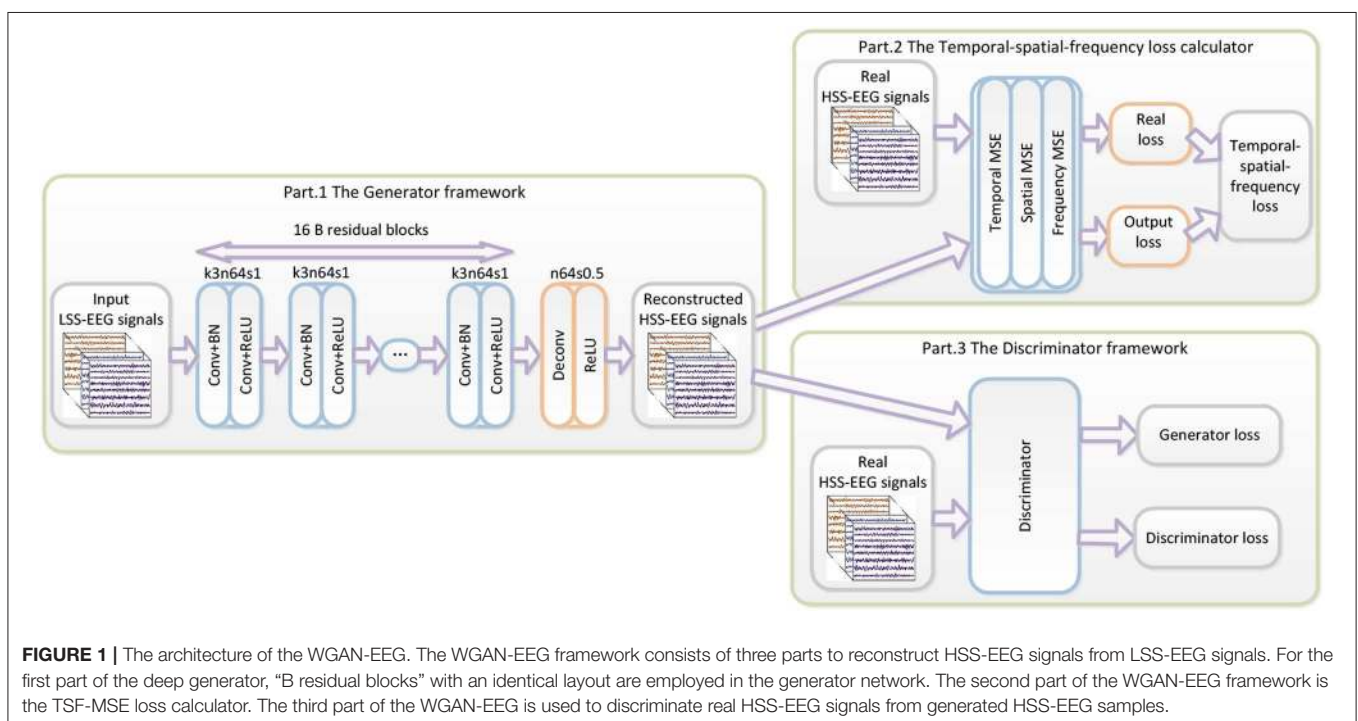 Part.1 The Generator framework
16 B residual blocks
k3n64s1
k3n64s1
k3n64s1
n64s0.5
Input
LSS-EEG signals
Conv+BN
Conv+ReLU
Conv+BN
Conv+ReLU
...
Conv+BN
Conv+ReLU
Deconv
ReLU
Reconstructed
HSS-EEG signals
Part.2 The Temporal-spatial-frequency loss calculator
Real
HSS-EEG signals
Temporal MSE
Spatial MSE
Frequency MSE
Real
loss
Output
loss
Temporal-
spatial-
frequency
loss
Part.3 The Discriminator framework
Real
HSS-EEG signals
Discriminator
Generator loss
Discriminator loss
FIGURE 1 | The architecture of the WGAN-EEG. The WGAN-EEG framework consists of three parts to reconstruct HSS-EEG signals from LSS-EEG signals. For the
first part of the deep generator, “B residual blocks” with an identical layout are employed in the generator network. The second part of the WGAN-EEG framework is
the TSF-MSE loss calculator. The third part of the WGAN-EEG is used to discriminate real HSS-EEG signals from generated HSS-EEG samples.